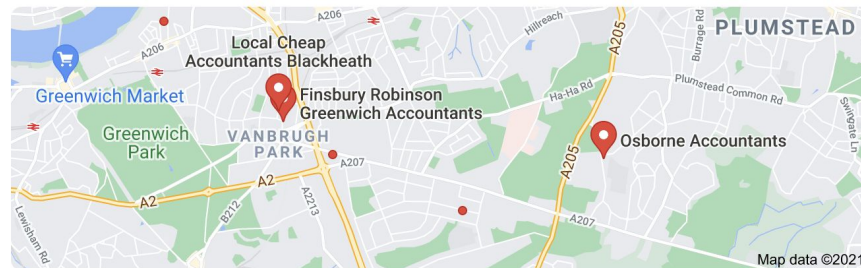 A206
A206
Hillreach
A205
Burrage Rd
PLUMSTEAD
Local Cheap
Accountants Blackheath
Greenwich Market
Finsbury Robinson
Greenwich Accountants
Ha-Ha Rd
Plumstead Common Rd
Swingate Ln
Greenwich
Park
VANBRUGH
PARK
Osborne Accountants
A207
A205
A2
A2
B212
A2213
A207
Lewisham Rd
Map data ©2021